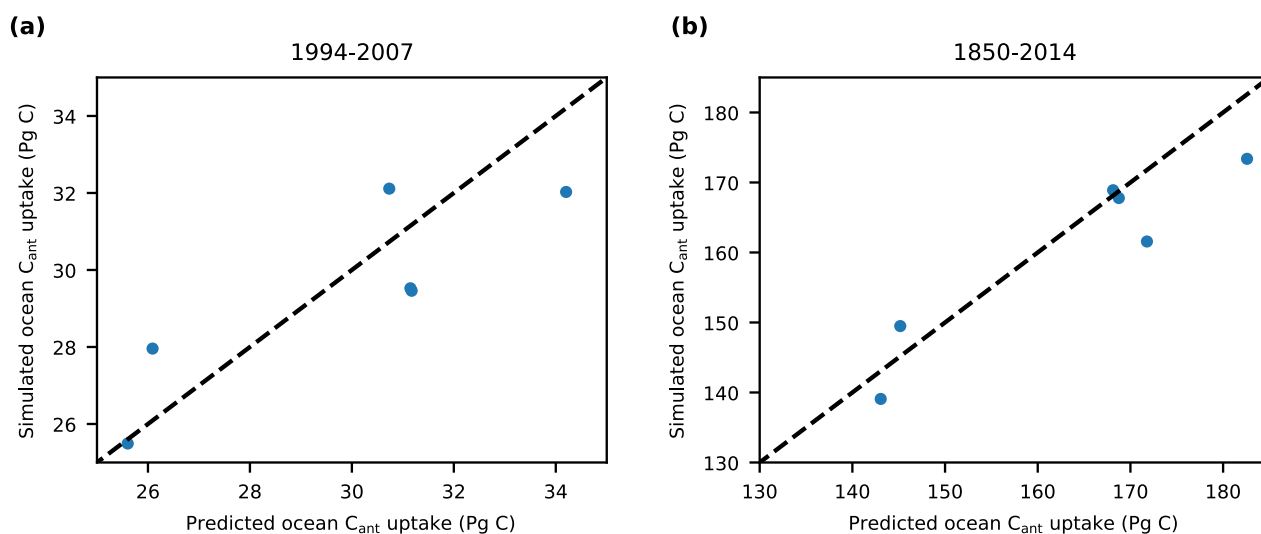 (a)
1994-2007
Simulated ocean Cant uptake (Pg C)
34
32
30
28
26
26 28 30 32 34
Predicted ocean Cant uptake (Pg C)
(b)
1850-2014
Simulated ocean Cant uptake (Pg C)
180
170
160
150
140
130
130 140 150 160 170 180
Predicted ocean Cant uptake (Pg C)